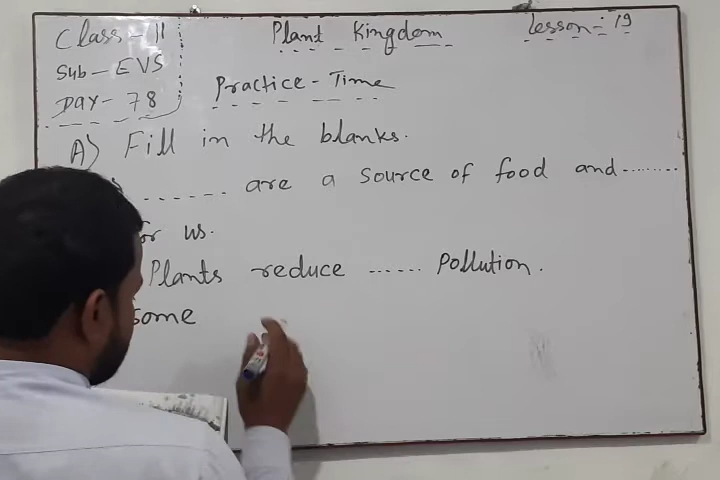 Class - II
Plant Kingdom
Lesson:- 19
Sub - EVS
Day - 78
Practice - Time
A) Fill in the blanks.
....... are a source of food and ........
for us.
Plants reduce ...... Pollution.
Some